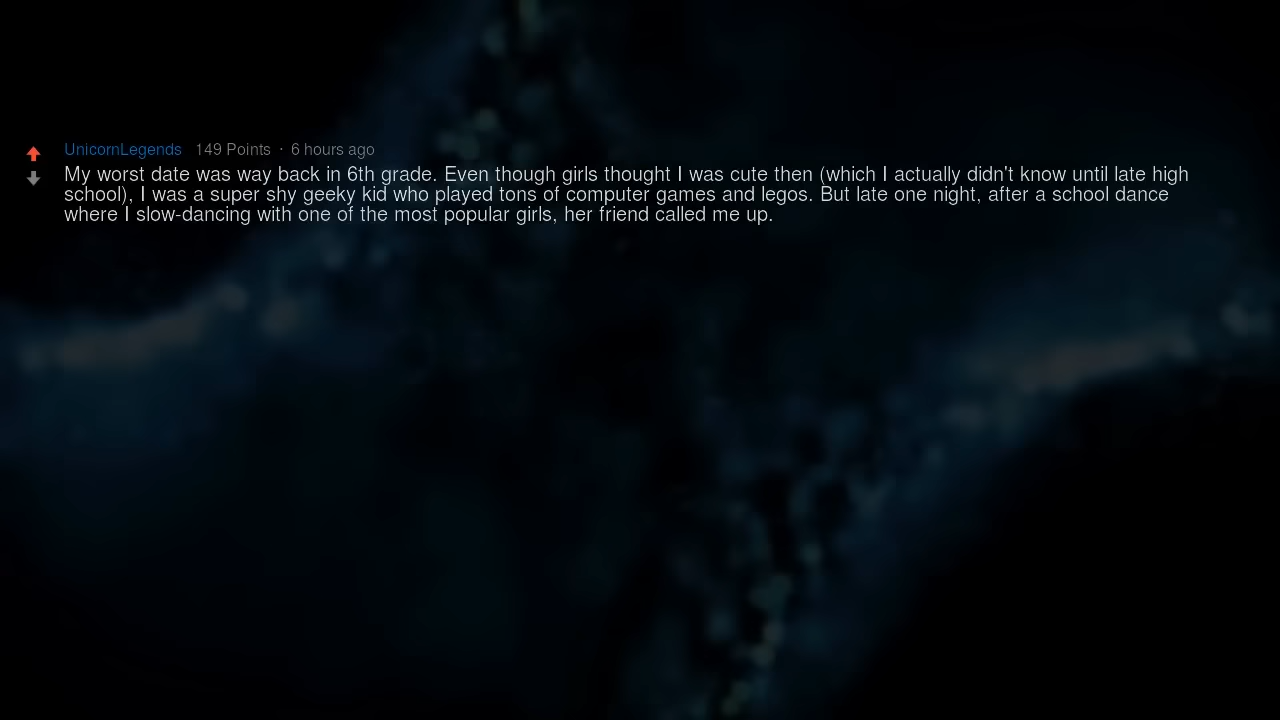 UnicornLegends 149 Points · 6 hours ago
My worst date was way back in 6th grade. Even though girls thought I was cute then (which I actually didn't know until late high
school), I was a super shy geeky kid who played tons of computer games and legos. But late one night, after a school dance
where I slow-dancing with one of the most popular girls, her friend called me up.